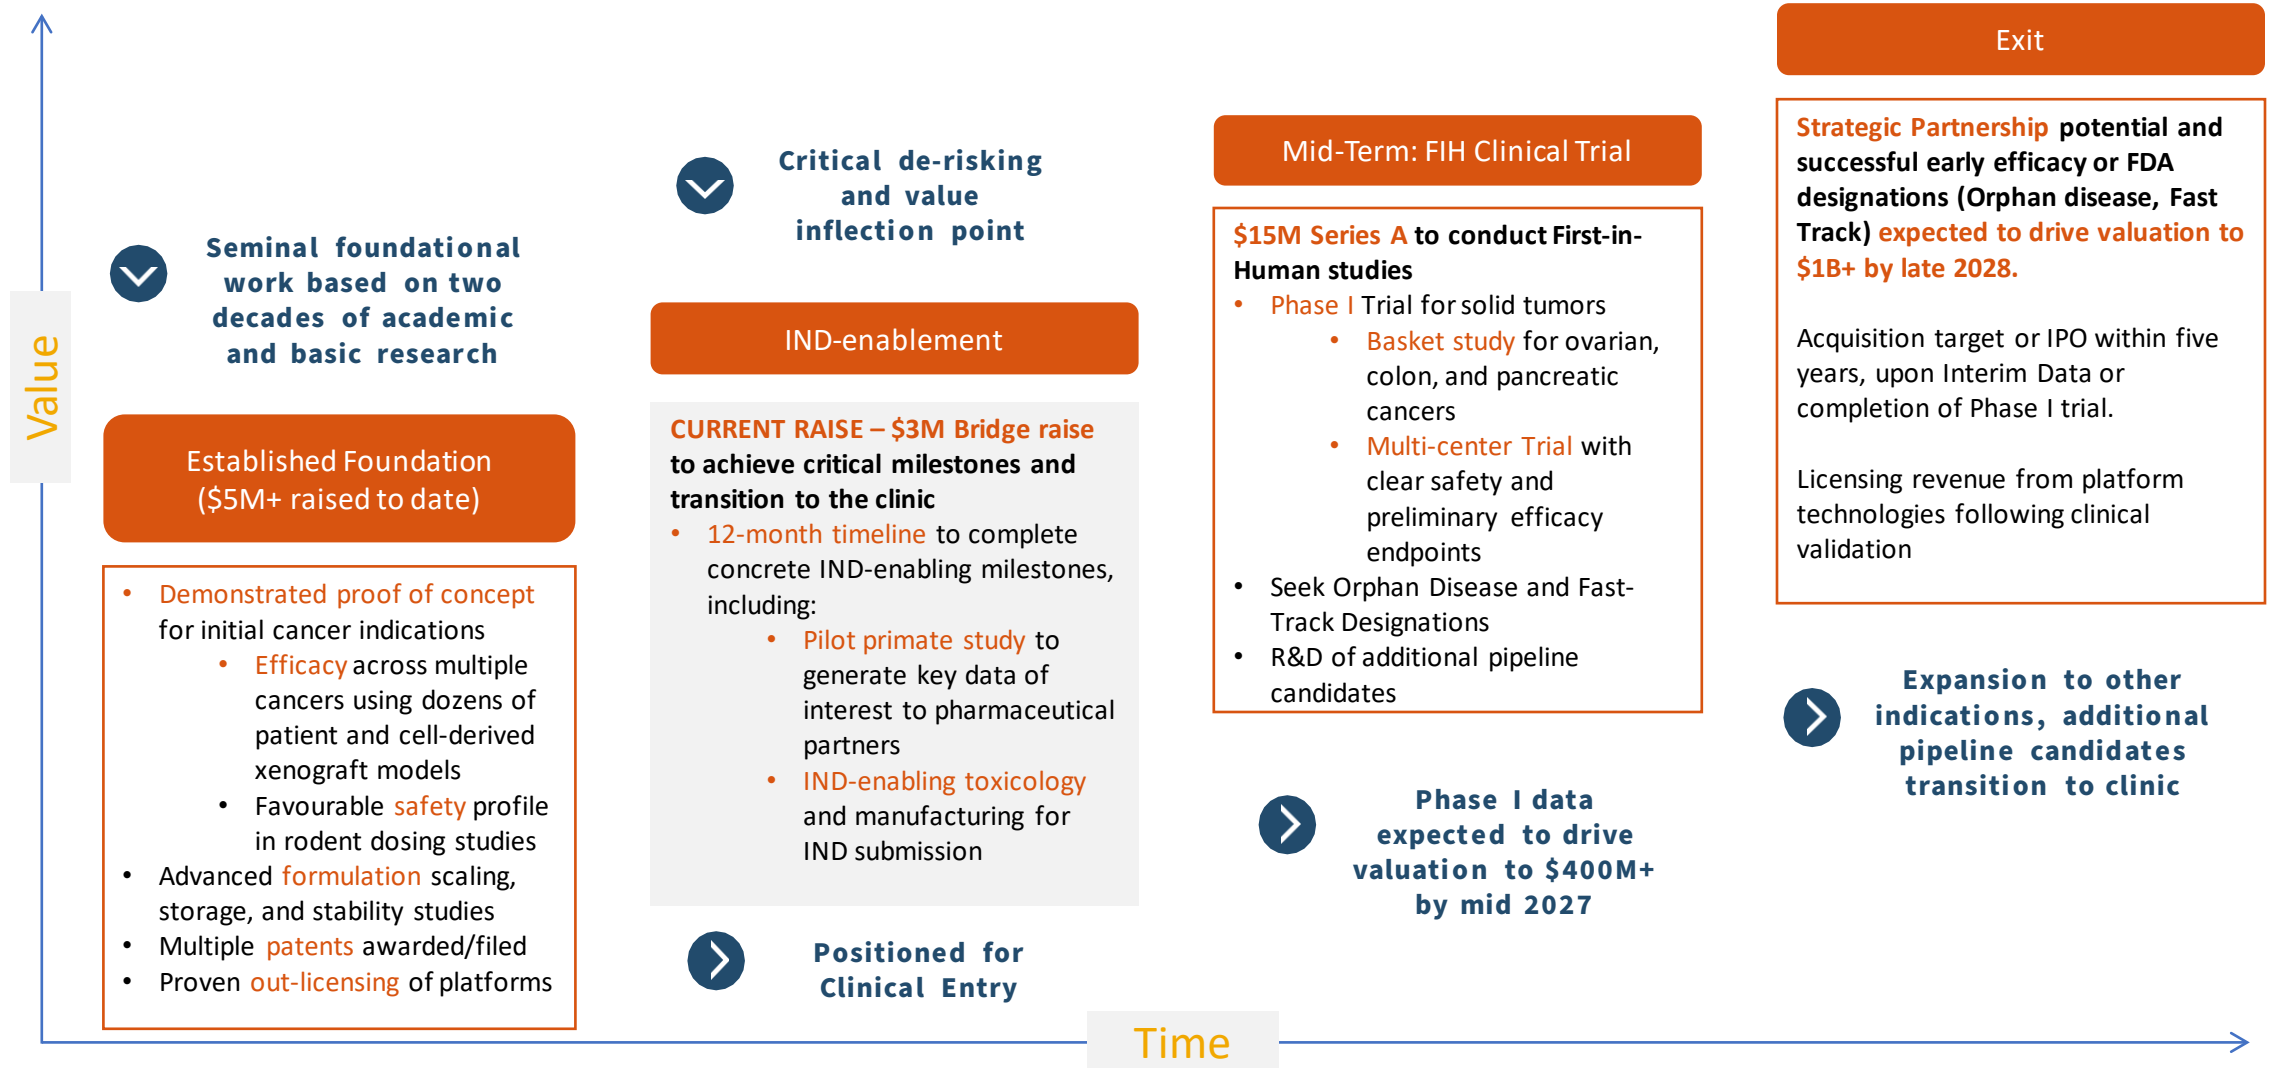 Value
Seminal foundational
work based on two
decades of academic
and basic research
Established Foundation
($5M+ raised to date)
• Demonstrated proof of concept
for initial cancer indications
• Efficacy across multiple
cancers using dozens of
patient and cell-derived
xenograft models
• Favourable safety profile
in rodent dosing studies
• Advanced formulation scaling,
storage, and stability studies
• Multiple patents awarded/filed
• Proven out-licensing of platforms
Critical de-risking
and value
inflection point
IND-enablement
CURRENT RAISE – $3M Bridge raise
to achieve critical milestones and
transition to the clinic
• 12-month timeline to complete
concrete IND-enabling milestones,
including:
• Pilot primate study to
generate key data of
interest to pharmaceutical
partners
• IND-enabling toxicology
and manufacturing for
IND submission
Positioned for
Clinical Entry
Mid-Term: FIH Clinical Trial
$15M Series A to conduct First-in-
Human studies
• Phase I Trial for solid tumors
• Basket study for ovarian,
colon, and pancreatic
cancers
• Multi-center Trial with
clear safety and
preliminary efficacy
endpoints
• Seek Orphan Disease and Fast-
Track Designations
• R&D of additional pipeline
candidates
Phase I data
expected to drive
valuation to $400M+
by mid 2027
Exit
Strategic Partnership potential and
successful early efficacy or FDA
designations (Orphan disease, Fast
Track) expected to drive valuation to
$1B+ by late 2028.
Acquisition target or IPO within five
years, upon Interim Data or
completion of Phase I trial.
Licensing revenue from platform
technologies following clinical
validation
Expansion to other
indications, additional
pipeline candidates
transition to clinic
Time